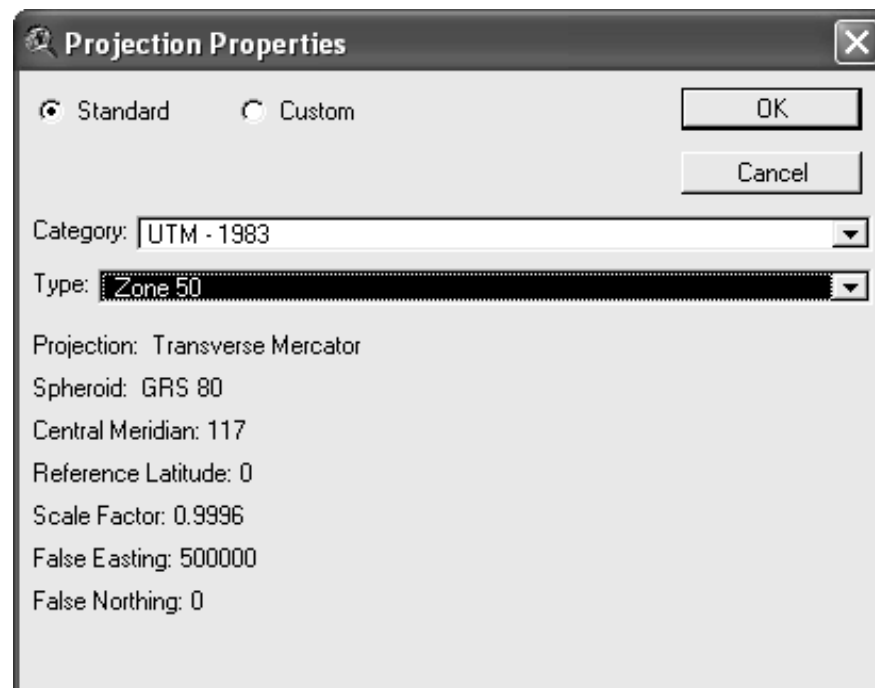 Projection Properties
Standard Custom OK
Cancel
Category: UTM - 1983
Type: Zone 50
Projection: Transverse Mercator
Spheroid: GRS 80
Central Meridian: 117
Reference Latitude: 0
Scale Factor: 0.9996
False Easting: 500000
False Northing: 0